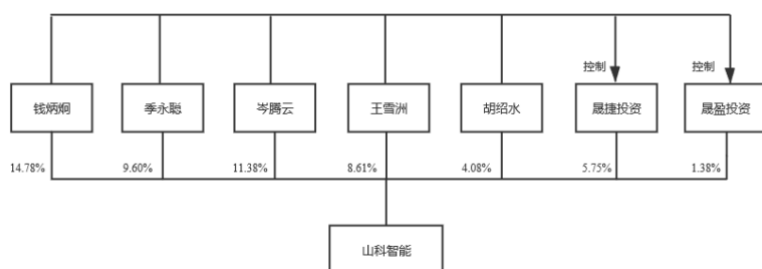 控制
控制
钱炳炯
季永聪
岑腾云
王雪洲
胡绍水
晟捷投资
晟盈投资
14.78%
9.60%
11.38%
8.61%
4.08%
5.75%
1.38%
山科智能